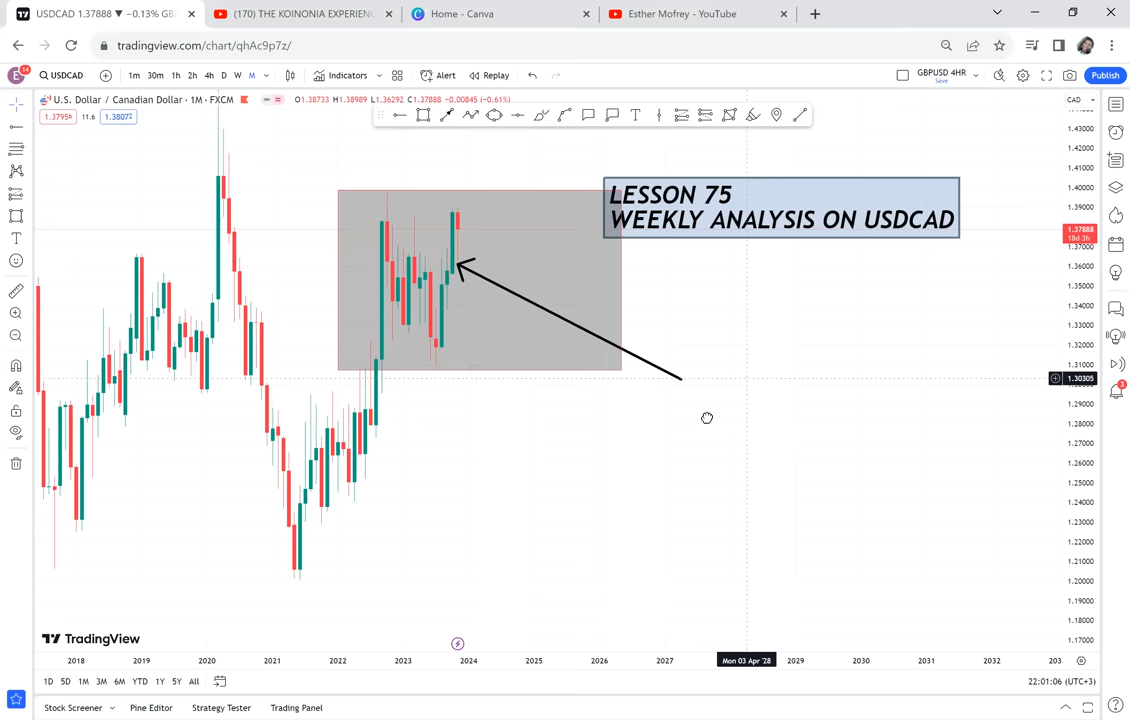 USDCAD 1.37888 ▼ −0.13% GB
(170) THE KOINONIA EXPERIEN
Home - Canva
Esther Mofrey - YouTube
tradingview.com/chart/qhAc9p7z/
E
14
USDCAD
1m 30m 1h 2h 4h D W M
Indicators
Alert
Replay
GBPUSD 4HR
Save
Publish
U.S. Dollar / Canadian Dollar · 1M · FXCM
O1.38733 H1.38989 L1.36292 C1.37888 −0.00845 (−0.61%)
CAD
1.37956 11.6 1.38072
LESSON 75
WEEKLY ANALYSIS ON USDCAD
1.43000
1.42000
1.41000
1.40000
1.39000
1.37888
18d 3h
1.37000
1.36000
1.35000
1.34000
1.33000
1.32000
1.31000
1.30305
1.29000
1.28000
1.27000
1.26000
1.25000
1.24000
1.23000
1.22000
1.21000
1.20000
1.19000
1.18000
1.17000
3
TradingView
2018 2019 2020 2021 2022 2023 2024 2025 2026 2027 Mon 03 Apr '28 2029 2030 2031 2032 203
1D 5D 1M 3M 6M YTD 1Y 5Y All
22:01:06 (UTC+3)
Stock Screener Pine Editor Strategy Tester Trading Panel